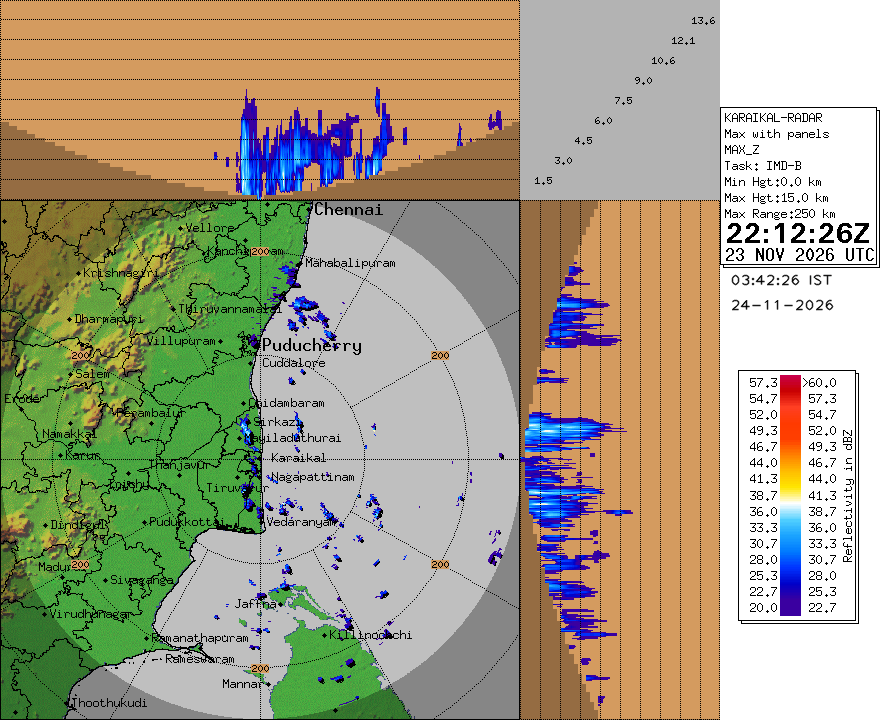 13.6
12.1
10.6
9.0
7.5
6.0
4.5
3.0
1.5
KARAIKAL-RADAR
Max with panels
MAX_Z
Task: IMD-B
Min Hgt:0.0 km
Max Hgt:15.0 km
Max Range:250 km
22:12:26Z
23 NOV 2026 UTC
03:42:26 IST
24-11-2026
Chennai
Vellore
200
Mahabalipuram
Krishnagiri
Thiruvannamalai
Dharmapuri
Villupuram
Puducherry
200
200
Cuddalore
Salem
Chidambaram
Perambalur
Sirkazhi
Namakkal
Karur
Karaikal
Thanjavur
Nagapattinam
Pudukkottai
Vedaranyam
Dindigul
200
200
Sivaganga
Jaffna
Virudhunagar
Ramanathapuram
Killinochchi
Rameswaram
200
Mannar
Thoothukudi
57.3 >60.0
54.7 57.3
52.0 54.7
49.3 52.0
46.7 49.3
44.0 46.7
41.3 44.0
38.7 41.3
36.0 38.7
33.3 36.0
30.7 33.3
28.0 30.7
25.3 28.0
22.7 25.3
20.0 22.7
Reflectivity in dBZ